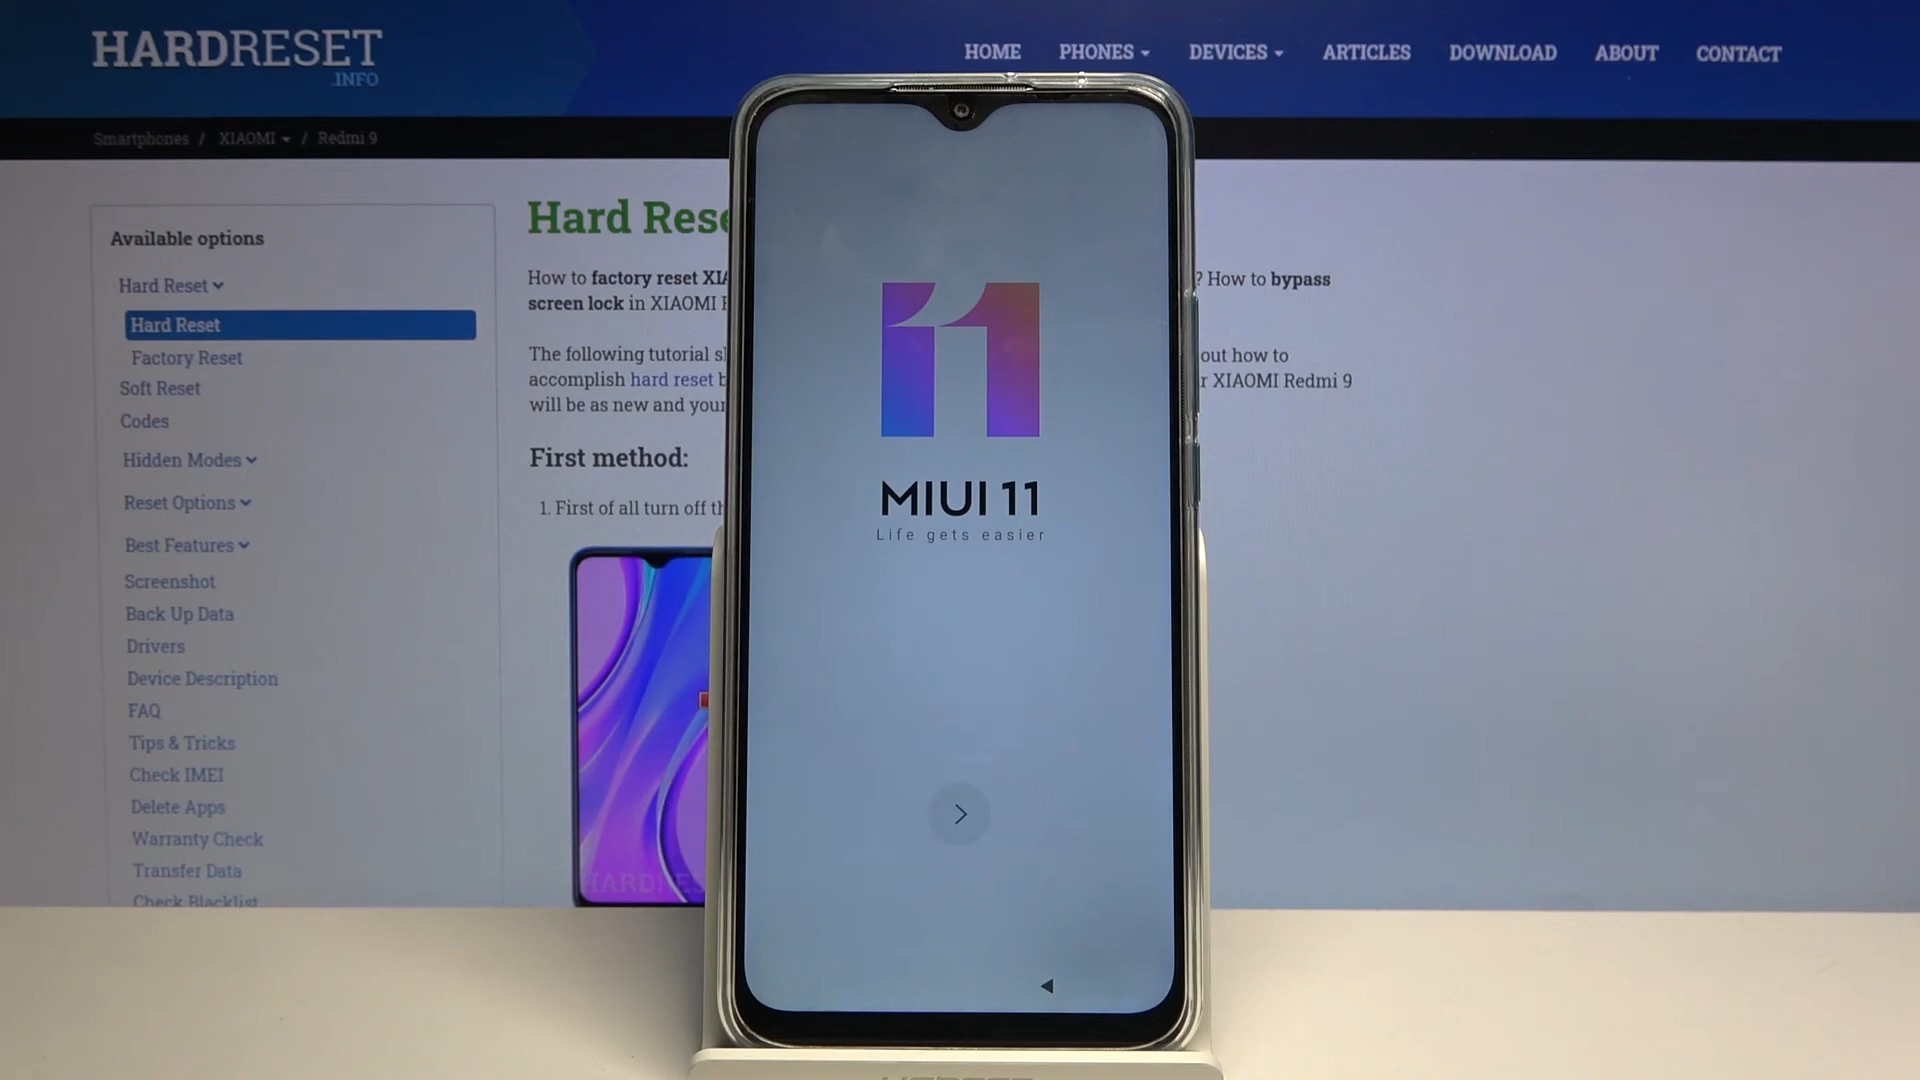 HARDRESET
.INFO
HOME PHONES DEVICES ARTICLES DOWNLOAD ABOUT CONTACT
Smartphones / XIAOMI / Redmi 9
Available options
Hard Reset
Hard Reset
Factory Reset
Soft Reset
Codes
Hidden Modes
Reset Options
Best Features
Screenshot
Back Up Data
Drivers
Device Description
FAQ
Tips & Tricks
Check IMEI
Delete Apps
Warranty Check
Transfer Data
Check Blacklist
Hard Rese
How to factory reset XIA ? How to bypass
screen lock in XIAOMI
The following tutorial out how to
accomplish hard reset XIAOMI Redmi 9
will be as new and your
First method:
1. First of all turn off th
HARDRES
11
MIUI 11
Life gets easier